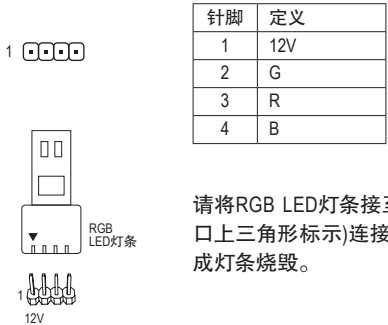 1
针脚 定义
1 12V
2 G
3 R
4 B
RGB
LED灯条
1
12V
请将RGB LED灯条接
口上三角形标示)连接
成灯条烧毁。